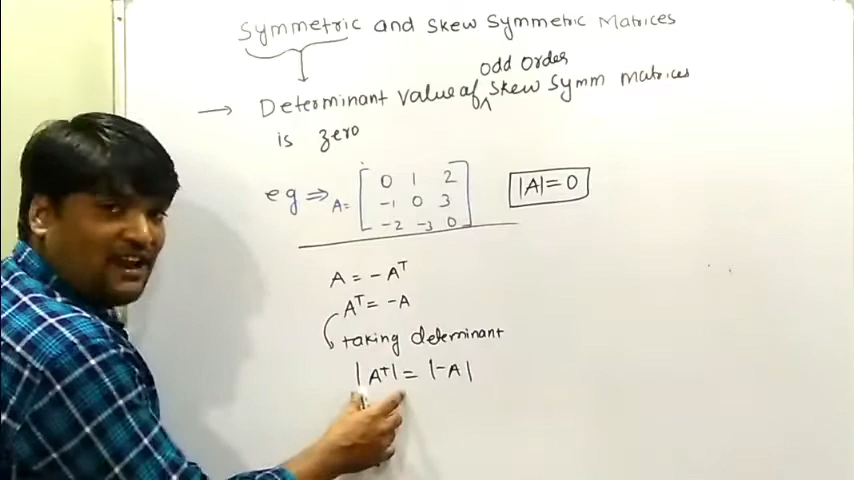 Symmetric and Skew Symmetric Matrices
odd order
→ Determinant value of ^ Skew Symm matrices
is zero
eg ⇒ A= [ 0 1 2
-1 0 3
-2 -3 0 ]
|A|=0
A = -Aᵀ
Aᵀ = -A
taking determinant
|Aᵀ| = |-A|